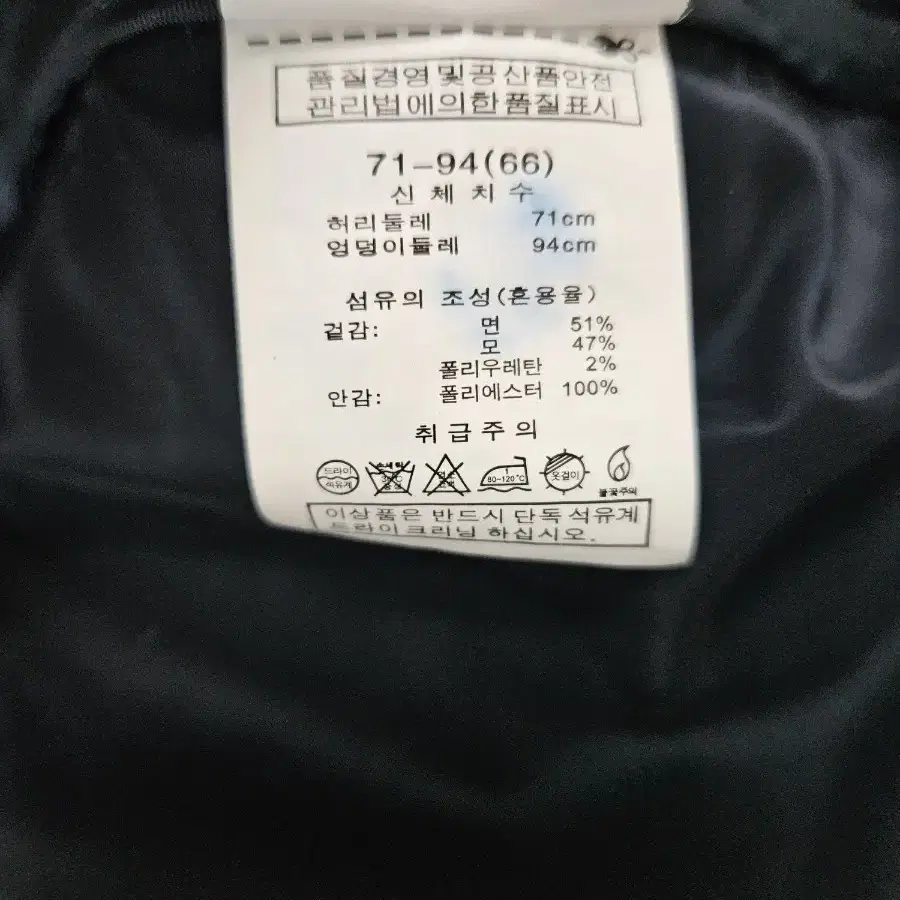 품질경영및공산품안전
관리법에의한품질표시
71-94(66)
신체치수
허리둘레 71cm
엉덩이둘레 94cm
섬유의 조성(혼용율)
겉감: 면 51%
모 47%
폴리우레탄 2%
안감: 폴리에스터 100%
취급주의
드라이
석유계
80-120°C
옷걸이
불꽃주의
이상품은 반드시 단독 석유계
드라이크리닝 하십시오.